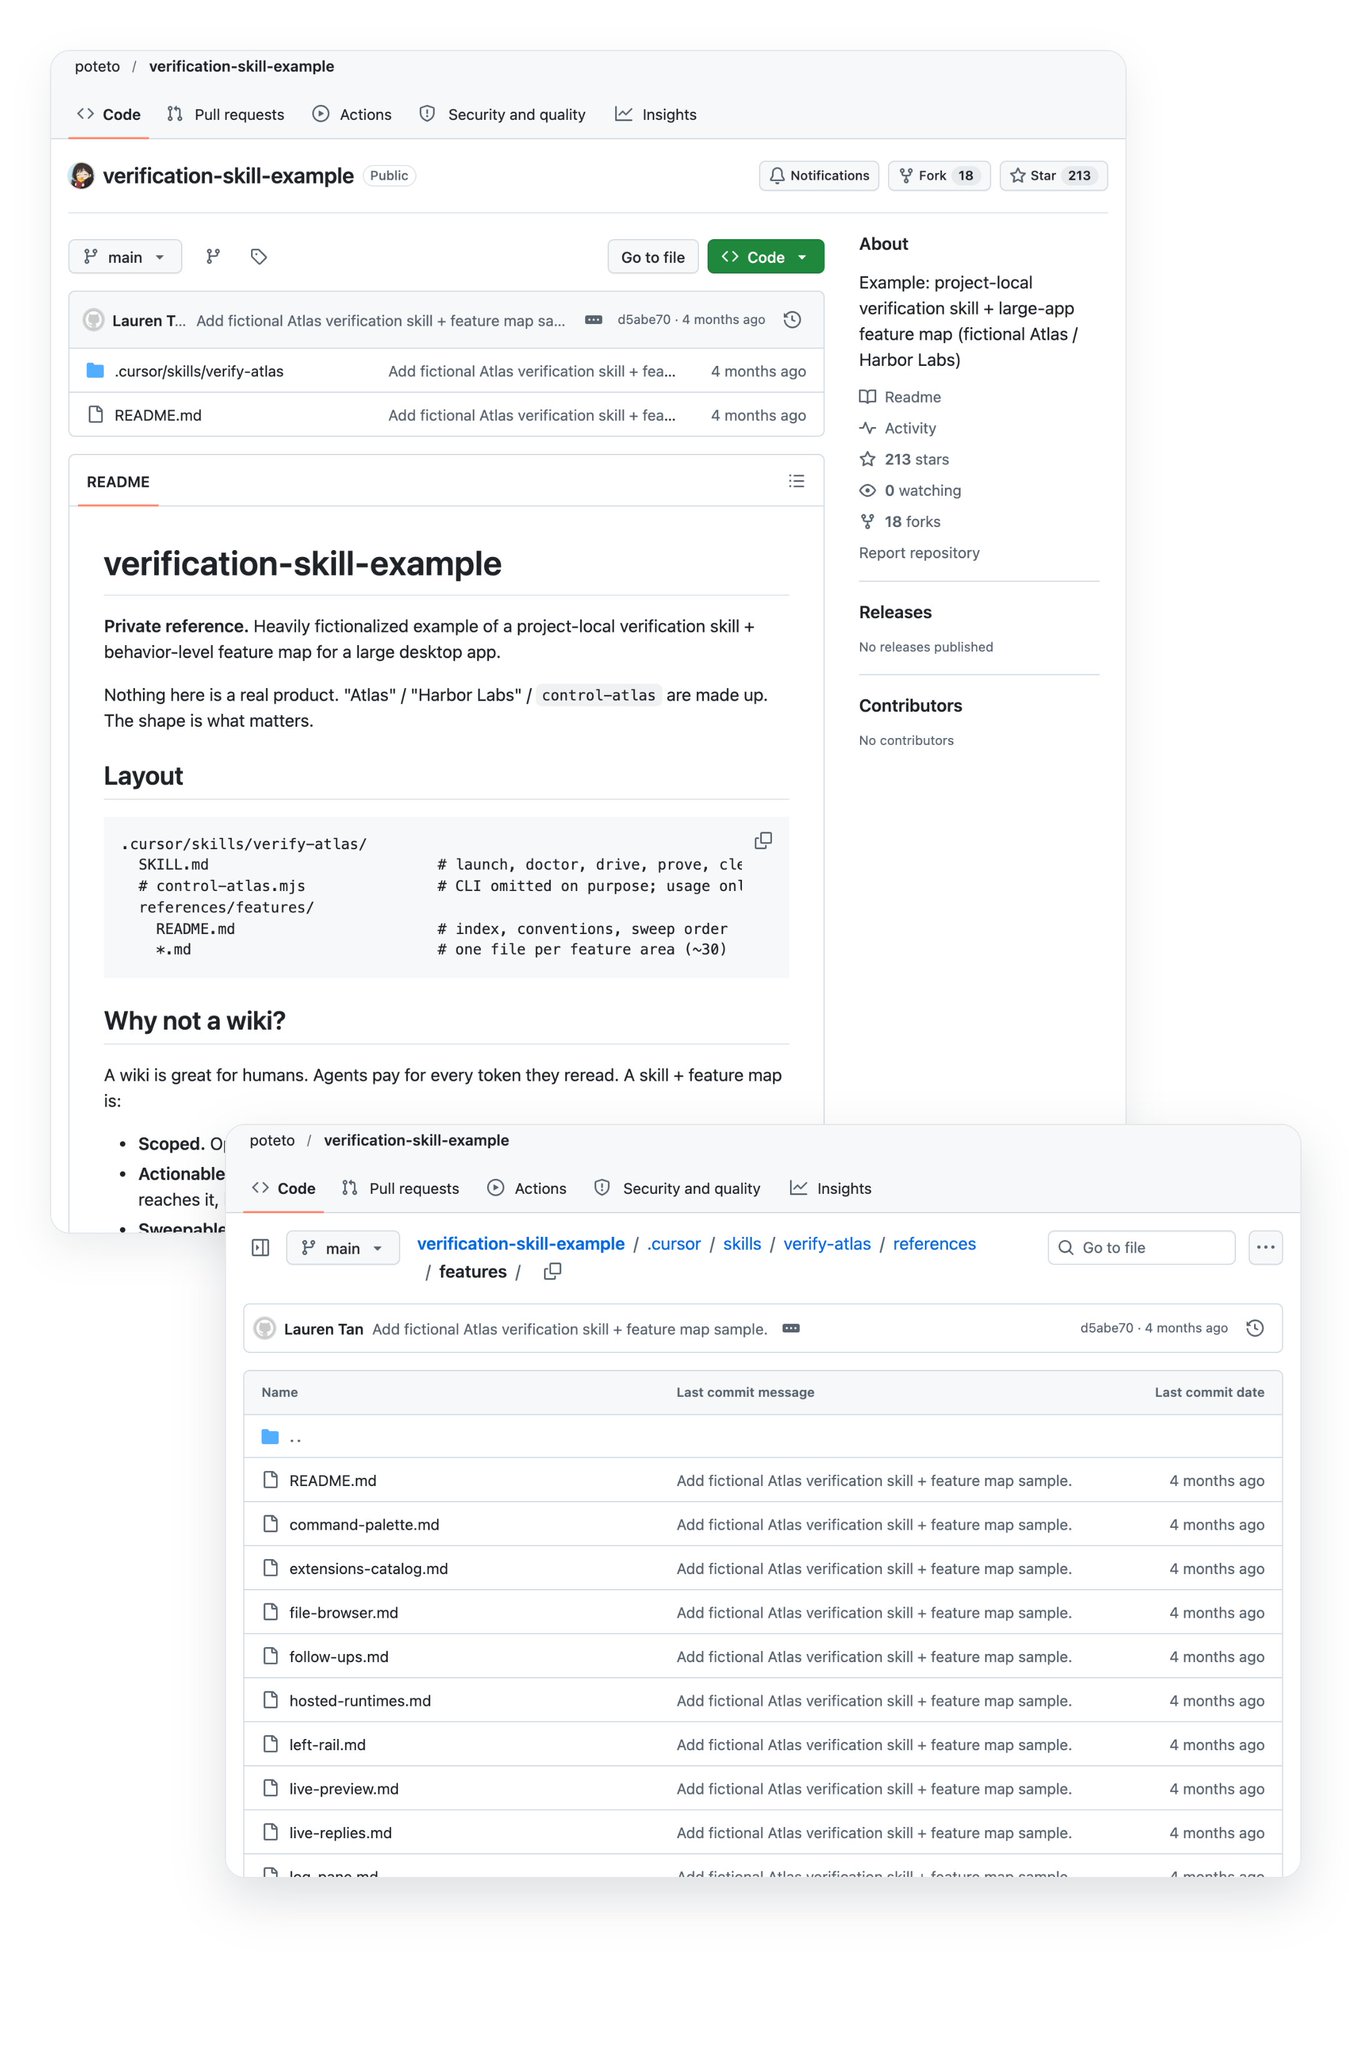 poteto / verification-skill-example
Code Pull requests Actions Security and quality Insights
verification-skill-example Public Notifications Fork 18 Star 213
main Go to file Code
Lauren T... Add fictional Atlas verification skill + feature map sa... d5abe70 · 4 months ago
.cursor/skills/verify-atlas Add fictional Atlas verification skill + fea... 4 months ago
README.md Add fictional Atlas verification skill + fea... 4 months ago
README
verification-skill-example
Private reference. Heavily fictionalized example of a project-local verification skill +
behavior-level feature map for a large desktop app.
Nothing here is a real product. "Atlas" / "Harbor Labs" / control-atlas are made up.
The shape is what matters.
Layout
.cursor/skills/verify-atlas/
SKILL.md # launch, doctor, drive, prove, cle
# control-atlas.mjs # CLI omitted on purpose; usage onl
references/features/
README.md # index, conventions, sweep order
*.md # one file per feature area (~30)
Why not a wiki?
A wiki is great for humans. Agents pay for every token they reread. A skill + feature map
is:
• Scoped.
• Actionable
reaches it,
• Sweepable
About
Example: project-local
verification skill + large-app
feature map (fictional Atlas /
Harbor Labs)
Readme
Activity
213 stars
0 watching
18 forks
Report repository
Releases
No releases published
Contributors
No contributors
poteto / verification-skill-example
Code Pull requests Actions Security and quality Insights
main verification-skill-example / .cursor / skills / verify-atlas / references
/ features / Go to file
Lauren Tan Add fictional Atlas verification skill + feature map sample. d5abe70 · 4 months ago
Name Last commit message Last commit date
..
README.md Add fictional Atlas verification skill + feature map sample. 4 months ago
command-palette.md Add fictional Atlas verification skill + feature map sample. 4 months ago
extensions-catalog.md Add fictional Atlas verification skill + feature map sample. 4 months ago
file-browser.md Add fictional Atlas verification skill + feature map sample. 4 months ago
follow-ups.md Add fictional Atlas verification skill + feature map sample. 4 months ago
hosted-runtimes.md Add fictional Atlas verification skill + feature map sample. 4 months ago
left-rail.md Add fictional Atlas verification skill + feature map sample. 4 months ago
live-preview.md Add fictional Atlas verification skill + feature map sample. 4 months ago
live-replies.md Add fictional Atlas verification skill + feature map sample. 4 months ago
log-pane.md Add fictional Atlas verification skill + feature map sample. 4 months ago